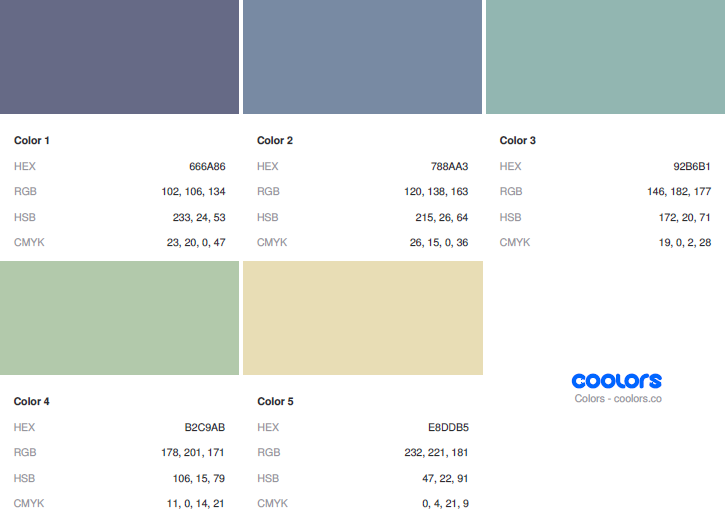 Color 1
HEX 666A86
RGB 102, 106, 134
HSB 233, 24, 53
CMYK 23, 20, 0, 47
Color 2
HEX 788AA3
RGB 120, 138, 163
HSB 215, 26, 64
CMYK 26, 15, 0, 36
Color 3
HEX 92B6B1
RGB 146, 182, 177
HSB 172, 20, 71
CMYK 19, 0, 2, 28
Color 4
HEX B2C9AB
RGB 178, 201, 171
HSB 106, 15, 79
CMYK 11, 0, 14, 21
Color 5
HEX E8DDB5
RGB 232, 221, 181
HSB 47, 22, 91
CMYK 0, 4, 21, 9
coolors
Colors - coolors.co